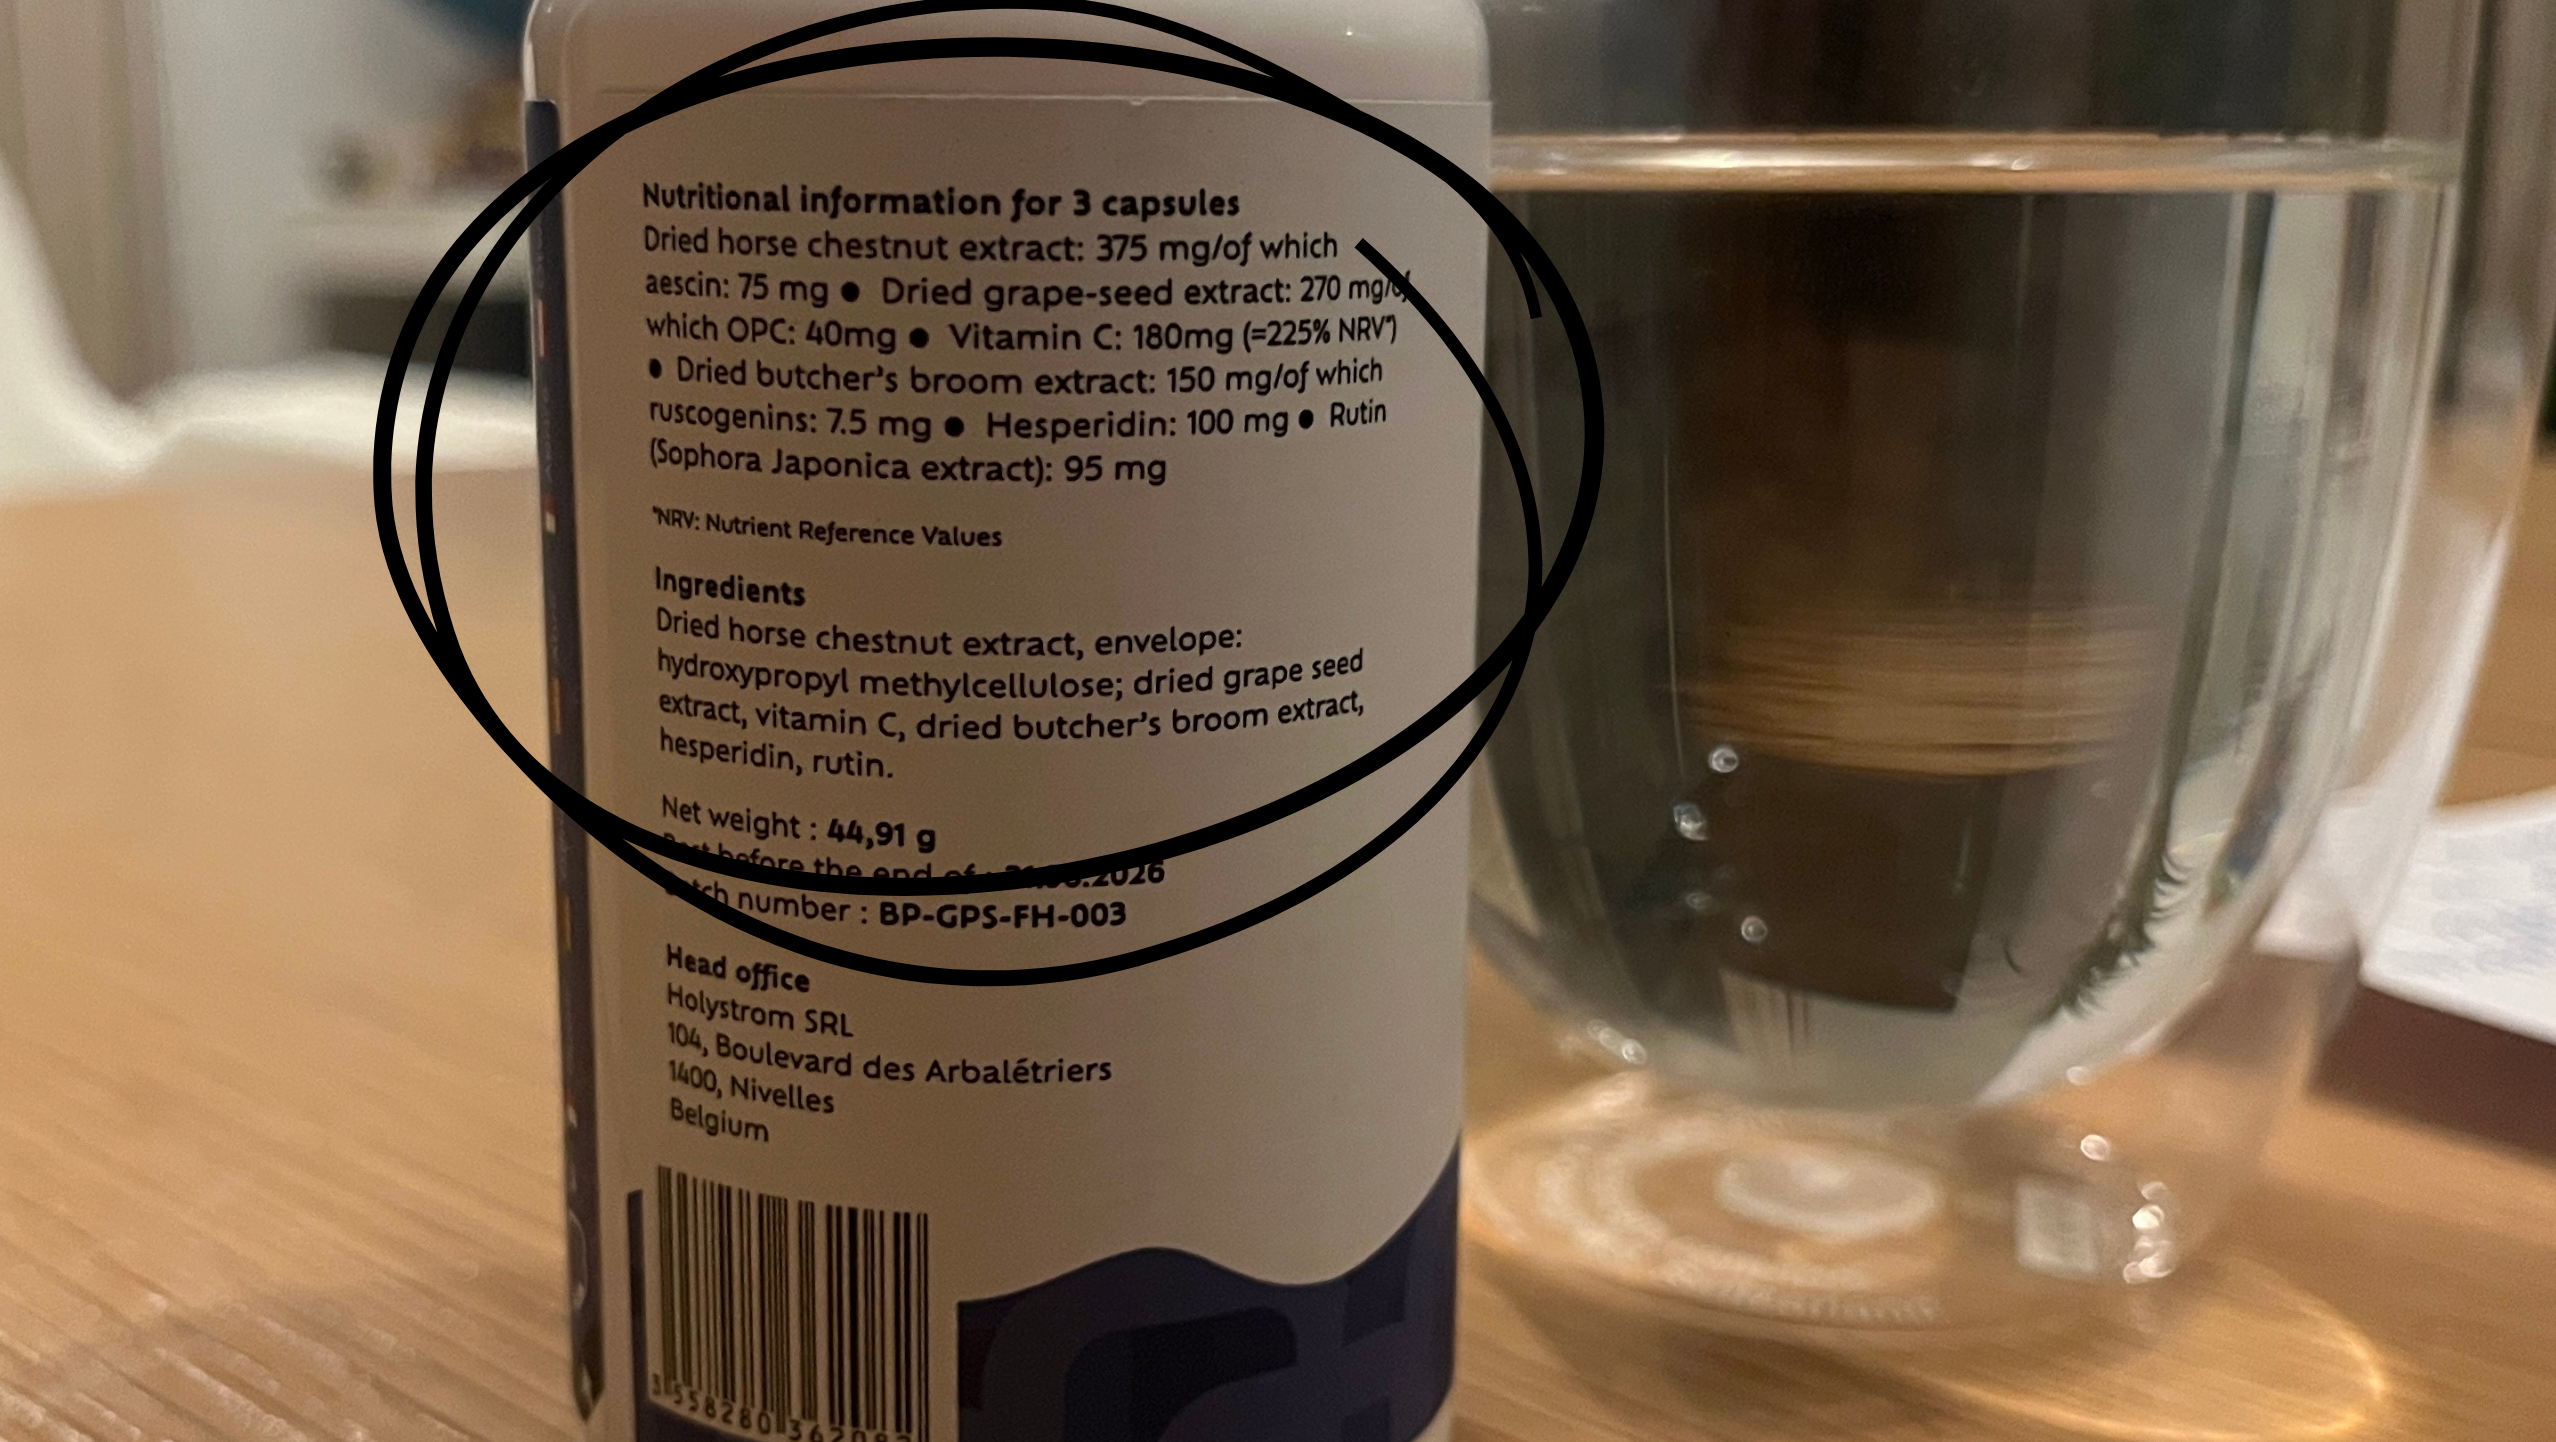 Nutritional information for 3 capsules
Dried horse chestnut extract: 375 mg/of which
aescin: 75 mg ● Dried grape-seed extract: 270 mg/of
which OPC: 40mg ● Vitamin C: 180mg (=225% NRV*)
● Dried butcher's broom extract: 150 mg/of which
ruscogenins: 7.5 mg ● Hesperidin: 100 mg ● Rutin
(Sophora Japonica extract): 95 mg
*NRV: Nutrient Reference Values
Ingredients
Dried horse chestnut extract, envelope:
hydroxypropyl methylcellulose; dried grape seed
extract, vitamin C, dried butcher's broom extract,
hesperidin, rutin.
Net weight : 44,91 g
before the end of : .2026
Batch number : BP-GPS-FH-003
Head office
Holystrom SRL
104, Boulevard des Arbalétriers
1400, Nivelles
Belgium
3 558280